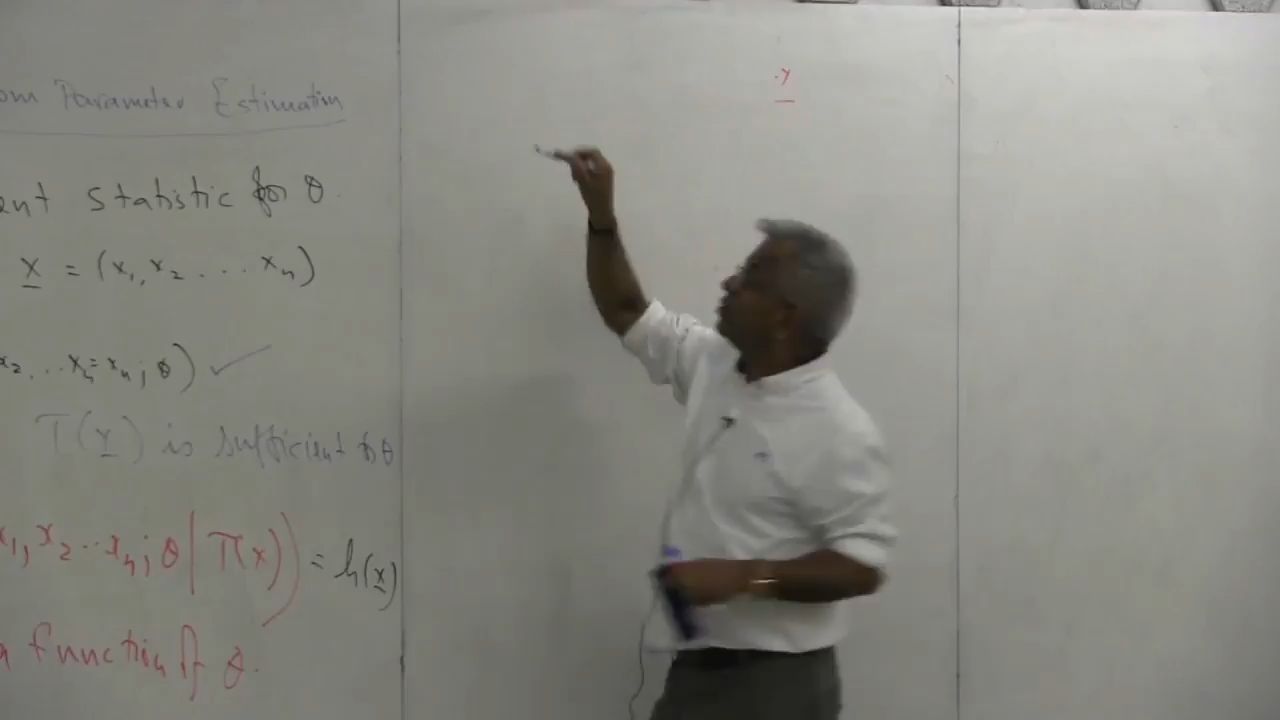 om Parameter Estimation
ent statistic for θ.
x = (x₁, x₂ . . . . xₙ)
x₂, . . . xₙ = xₙ ; θ) ✓
T(x) is sufficient for θ
x₁, x₂ . . xₙ ; θ | T(x)) = h(x)
function of θ.
y